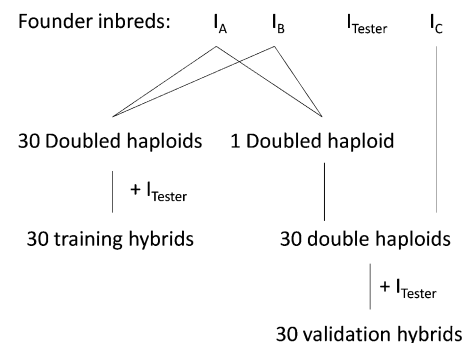 Founder inbreds: I_A I_B I_Tester I_C
30 Doubled haploids 1 Doubled haploid
+ I_Tester
30 training hybrids 30 double haploids
+ I_Tester
30 validation hybrids